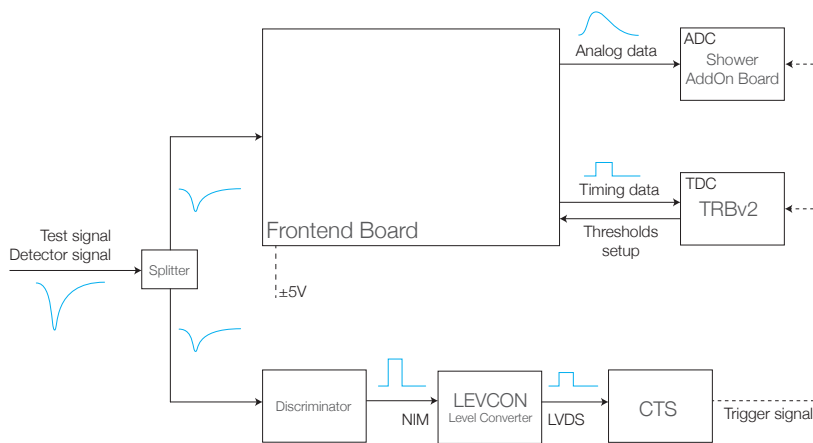 Analog data
ADC
Shower
AddOn Board
Timing data
TDC
TRBv2
Thresholds
setup
Frontend Board
Test signal
Detector signal
Splitter
±5V
Discriminator
NIM
LEVCON
Level Converter
LVDS
CTS
Trigger signal